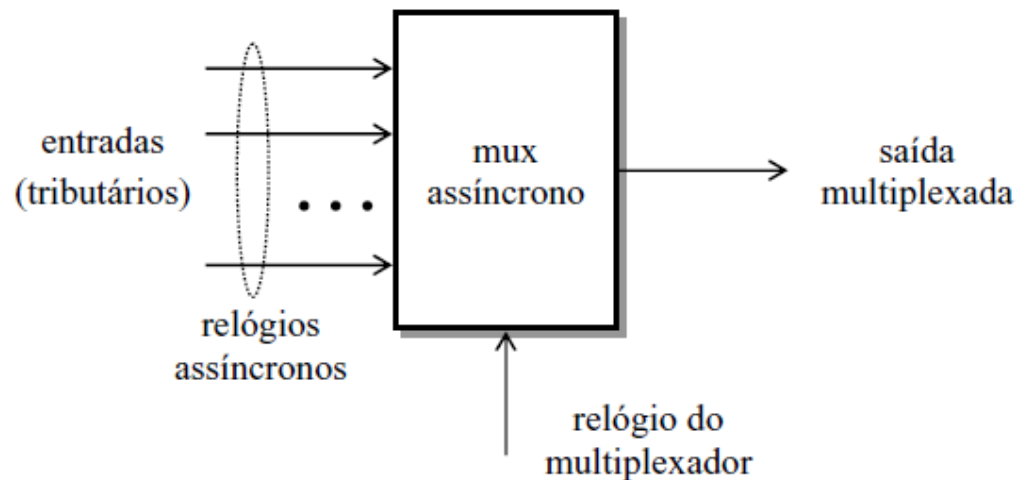 entradas
(tributários)
relógios
assíncronos
mux
assíncrono
saída
multiplexada
relógio do
multiplexador